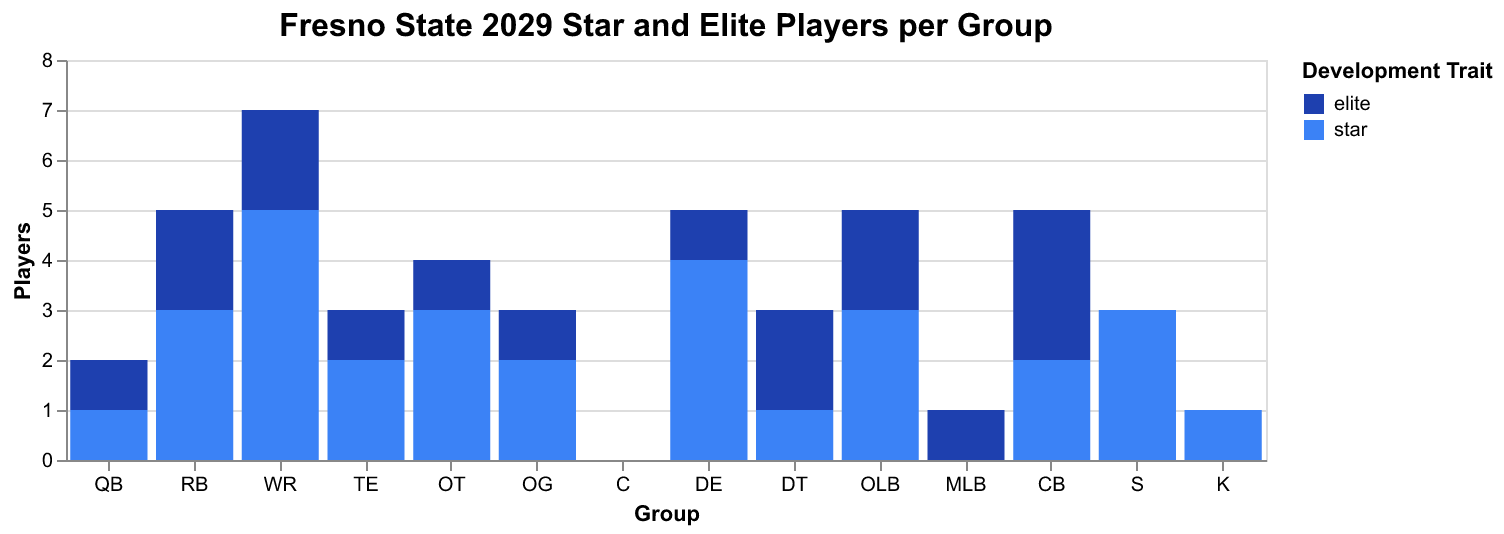 Fresno State 2029 Star and Elite Players per Group
Development Trait
elite
star
Players
8
7
6
5
4
3
2
1
0
QB RB WR TE OT OG C DE DT OLB MLB CB S K
Group